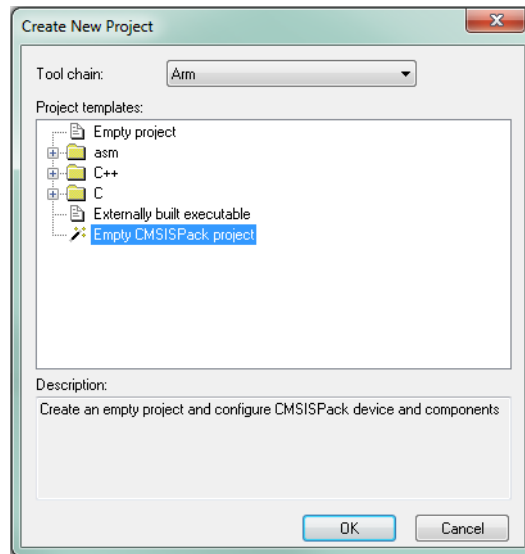 Create New Project
Tool chain: Arm
Project templates:
Empty project
asm
C++
C
Externally built executable
Empty CMSISPack project
Description:
Create an empty project and configure CMSISPack device and components
OK Cancel